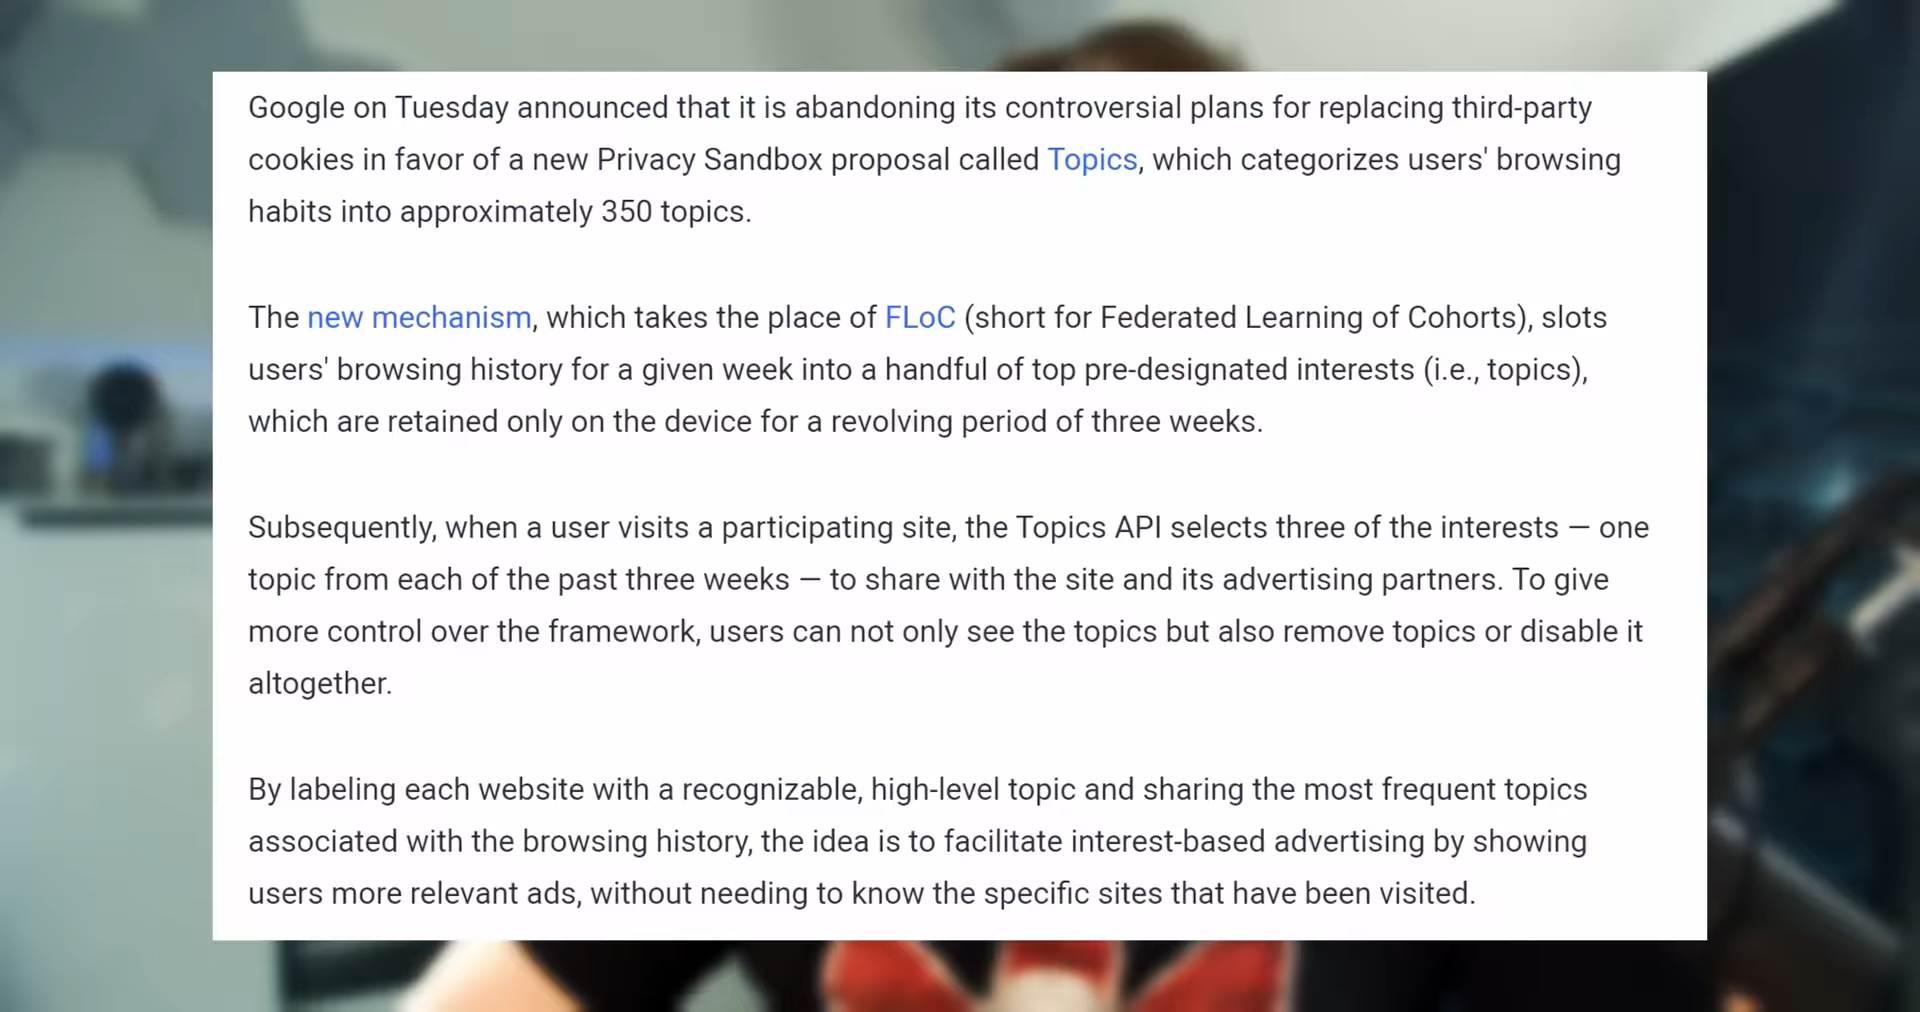 Google on Tuesday announced that it is abandoning its controversial plans for replacing third-party
cookies in favor of a new Privacy Sandbox proposal called Topics, which categorizes users' browsing
habits into approximately 350 topics.
The new mechanism, which takes the place of FLoC (short for Federated Learning of Cohorts), slots
users' browsing history for a given week into a handful of top pre-designated interests (i.e., topics),
which are retained only on the device for a revolving period of three weeks.
Subsequently, when a user visits a participating site, the Topics API selects three of the interests — one
topic from each of the past three weeks — to share with the site and its advertising partners. To give
more control over the framework, users can not only see the topics but also remove topics or disable it
altogether.
By labeling each website with a recognizable, high-level topic and sharing the most frequent topics
associated with the browsing history, the idea is to facilitate interest-based advertising by showing
users more relevant ads, without needing to know the specific sites that have been visited.